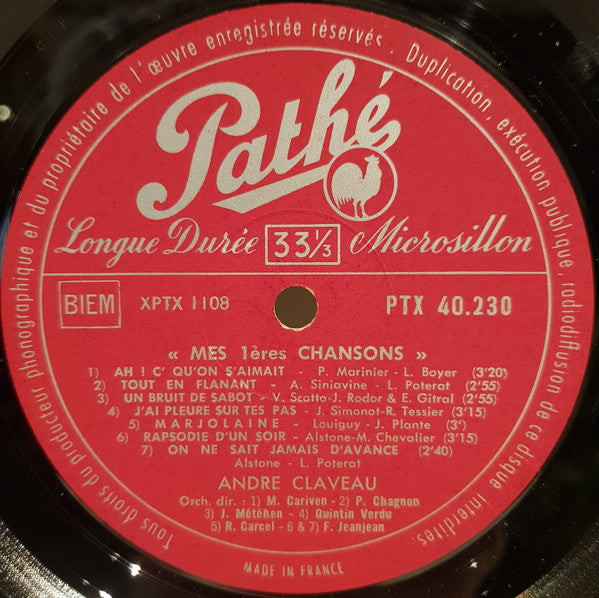 Tous droits du producteur phonographique et du propriétaire de l'œuvre enregistrée réservés. Duplication, exécution publique, radiodiffusion de ce disque interdites
Pathé
Longue Durée 33⅓ Microsillon
BIEM XPTX 1108 PTX 40.230
« MES 1ères CHANSONS »
1) AH ! C' QU'ON S'AIMAIT - P. Marinier - L. Boyer (3'20)
2) TOUT EN FLANANT - A. Siniavine - L. Poterat (2'55)
3) UN BRUIT DE SABOT - V. Scotto-J. Rodor & E. Gitral (2'55)
4) J'AI PLEURE SUR TES PAS - J. Simonot-R. Tessier (3'15)
5) MARJOLAINE - Louiguy - J. Plante (3')
6) RAPSODIE D'UN SOIR - Alstone-M. Chevalier (3'15)
7) ON NE SAIT JAMAIS D'AVANCE (2'40)
Alstone - L. Poterat
ANDRE CLAVEAU
Orch. dir. : 1) M. Cariven - 2) P. Chagnon
3) J. Météhen - 4) Quintin Verdu
5) R. Carcel - 6 & 7) F. Jeanjean
MADE IN FRANCE